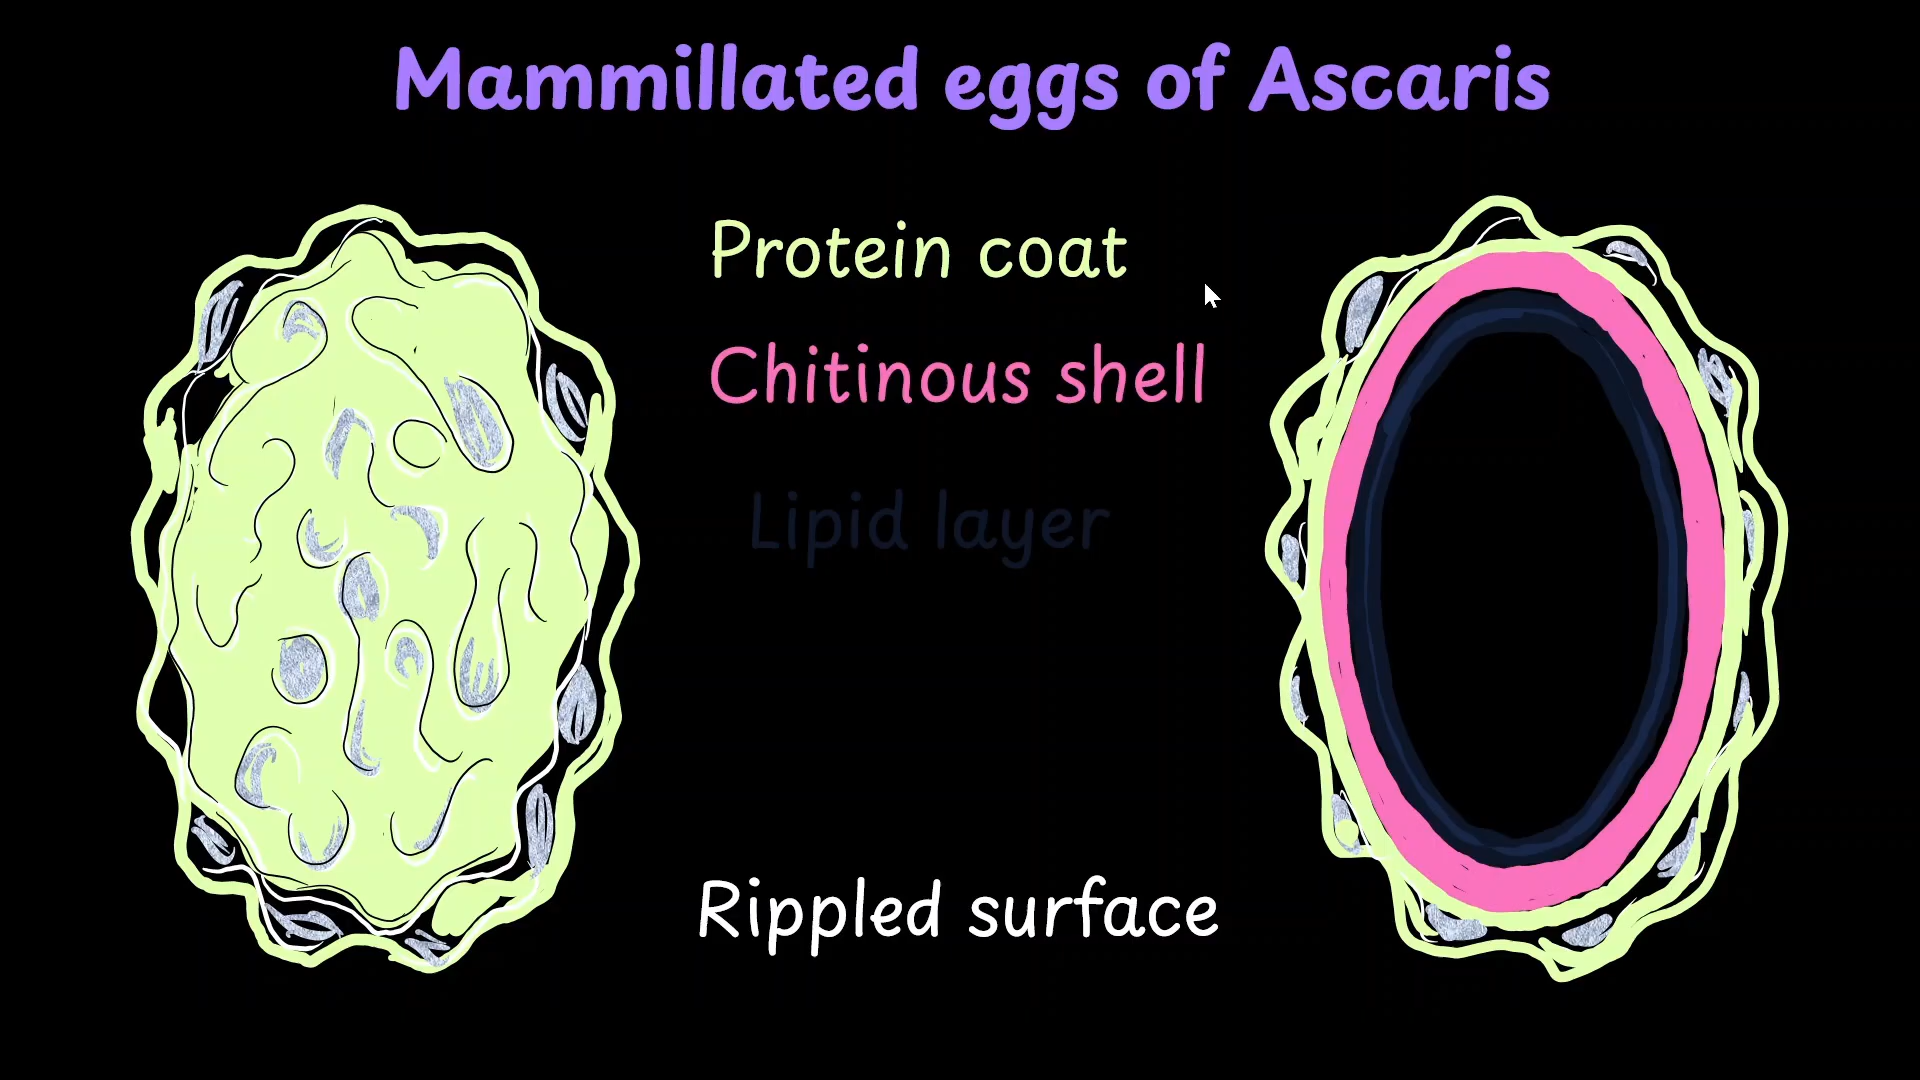 Mammillated eggs of Ascaris
Protein coat
Chitinous shell
Lipid layer
Rippled surface